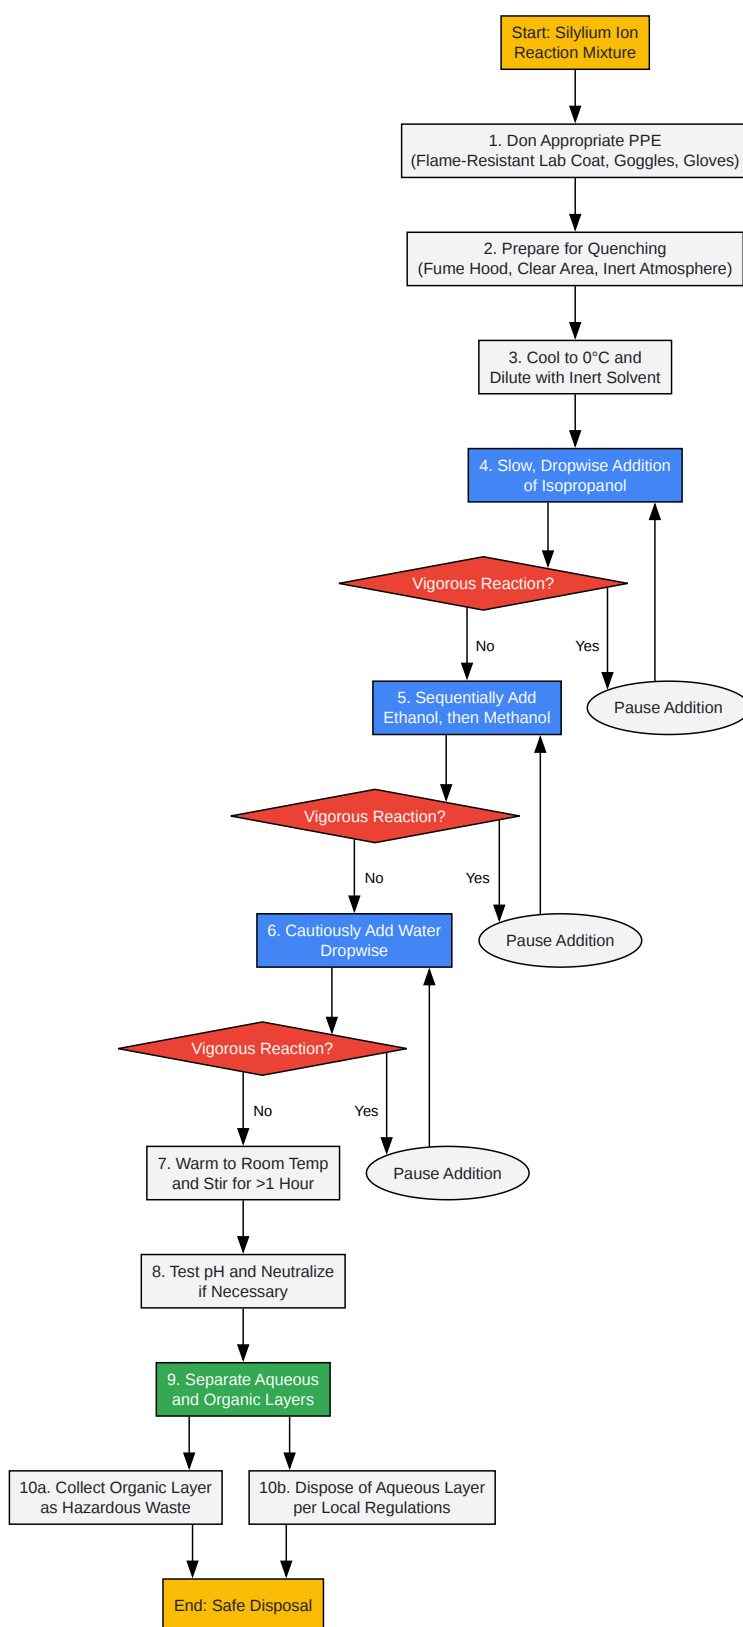 Start: Silylium Ion
Reaction Mixture
1. Don Appropriate PPE
(Flame-Resistant Lab Coat, Goggles, Gloves)
2. Prepare for Quenching
(Fume Hood, Clear Area, Inert Atmosphere)
3. Cool to 0°C and
Dilute with Inert Solvent
4. Slow, Dropwise Addition
of Isopropanol
Vigorous Reaction?
No
Yes
5. Sequentially Add
Ethanol, then Methanol
Pause Addition
Vigorous Reaction?
No
Yes
6. Cautiously Add Water
Dropwise
Pause Addition
Vigorous Reaction?
No
Yes
7. Warm to Room Temp
and Stir for >1 Hour
Pause Addition
8. Test pH and Neutralize
if Necessary
9. Separate Aqueous
and Organic Layers
10a. Collect Organic Layer
as Hazardous Waste
10b. Dispose of Aqueous Layer
per Local Regulations
End: Safe Disposal